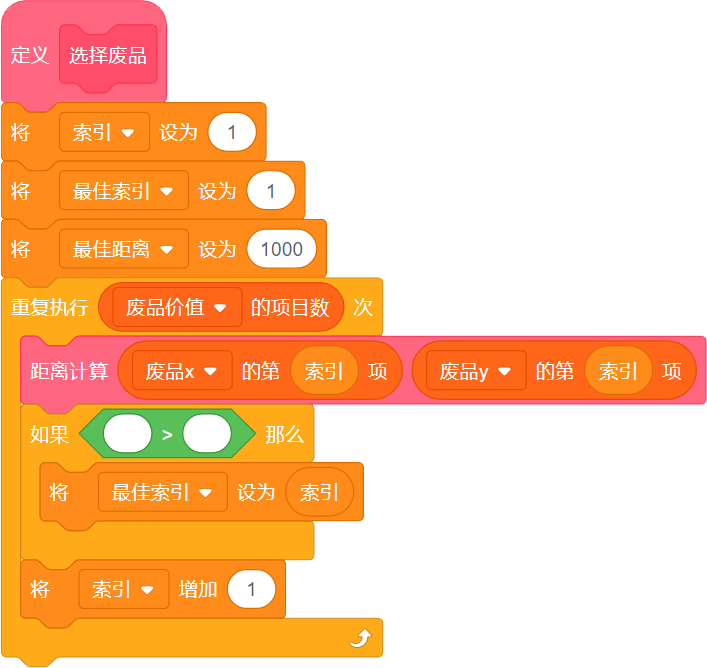 定义 选择废品
将 索引 设为 1
将 最佳索引 设为 1
将 最佳距离 设为 1000
重复执行 废品价值 的项目数 次
距离计算 废品x 的第 索引 项 废品y 的第 索引 项
如果 > 那么
将 最佳索引 设为 索引
将 索引 增加 1